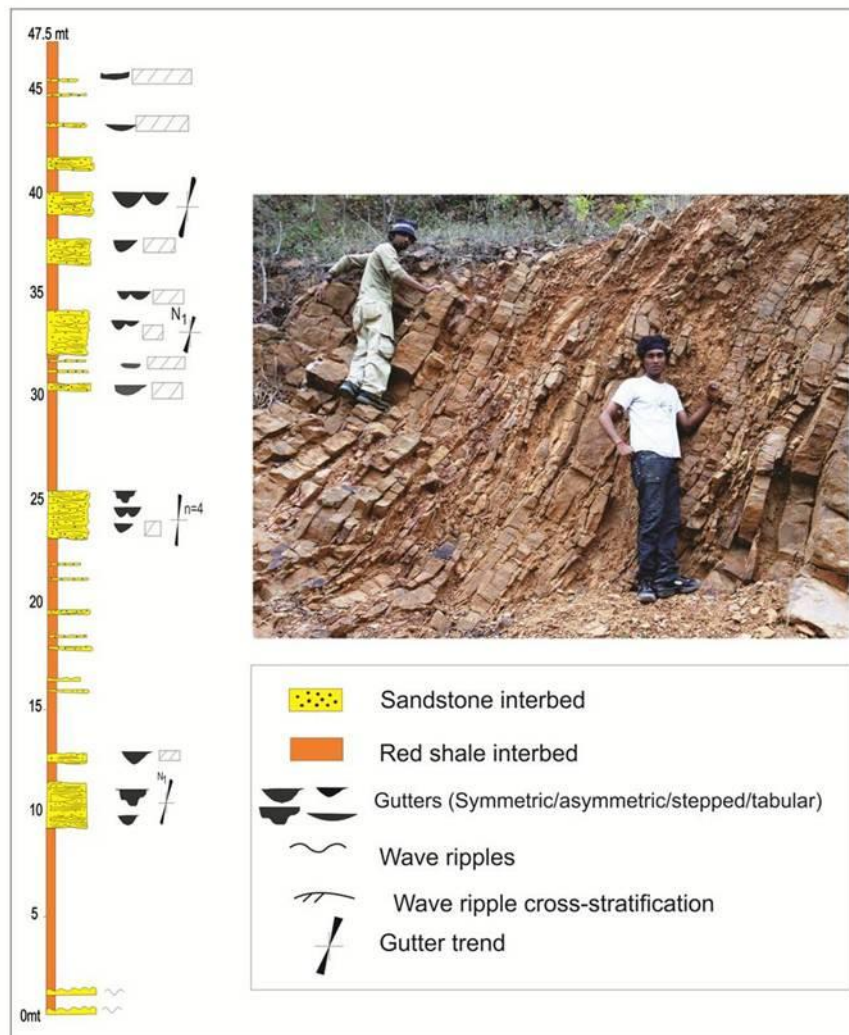 47.5 mt
45
40
35
N1
30
25
n=4
20
15
N1
10
5
0mt
Sandstone interbed
Red shale interbed
Gutters (Symmetric/asymmetric/stepped/tabular)
Wave ripples
Wave ripple cross-stratification
Gutter trend